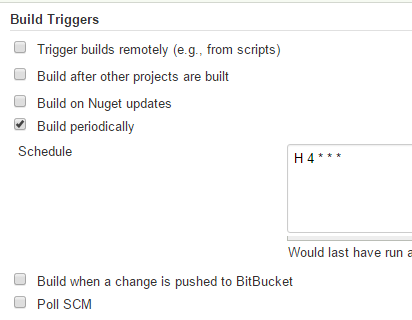 Build Triggers
Trigger builds remotely (e.g., from scripts)
Build after other projects are built
Build on Nuget updates
Build periodically
Schedule
H 4 * * *
Would last have run a
Build when a change is pushed to BitBucket
Poll SCM